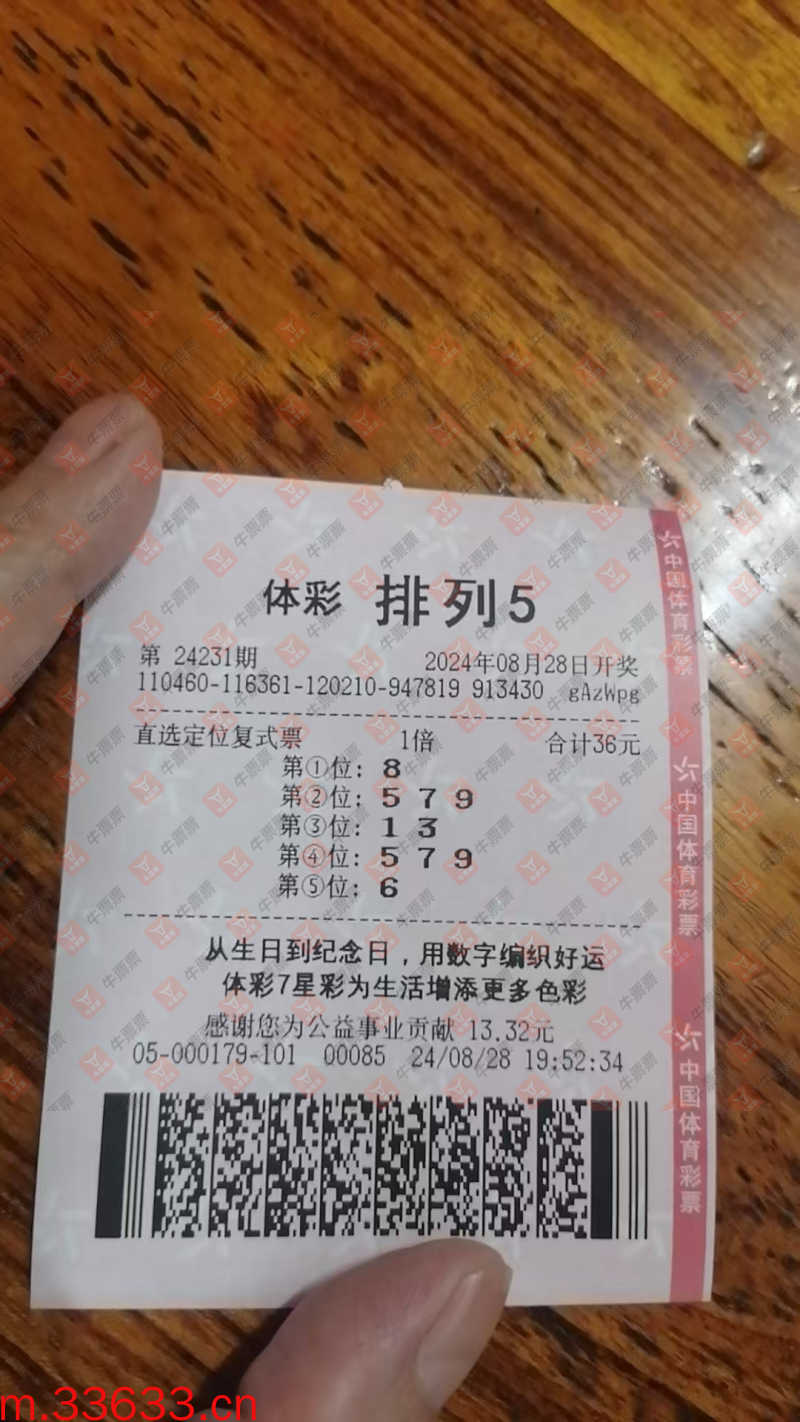 体彩 排列5
第 24231期 2024年08月28日开奖
110460-116361-120210-947819 913430 gAzWpg
直选定位复式票 1倍 合计36元
第①位: 8
第②位: 5 7 9
第③位: 1 3
第④位: 5 7 9
第⑤位: 6
从生日到纪念日，用数字编织好运
体彩7星彩为生活增添更多色彩
感谢您为公益事业贡献 13.32元
05-000179-101 00085 24/08/28 19:52:34
中国体育彩票
中国体育彩票
中国体育彩票
牛票票
m.33633.cn